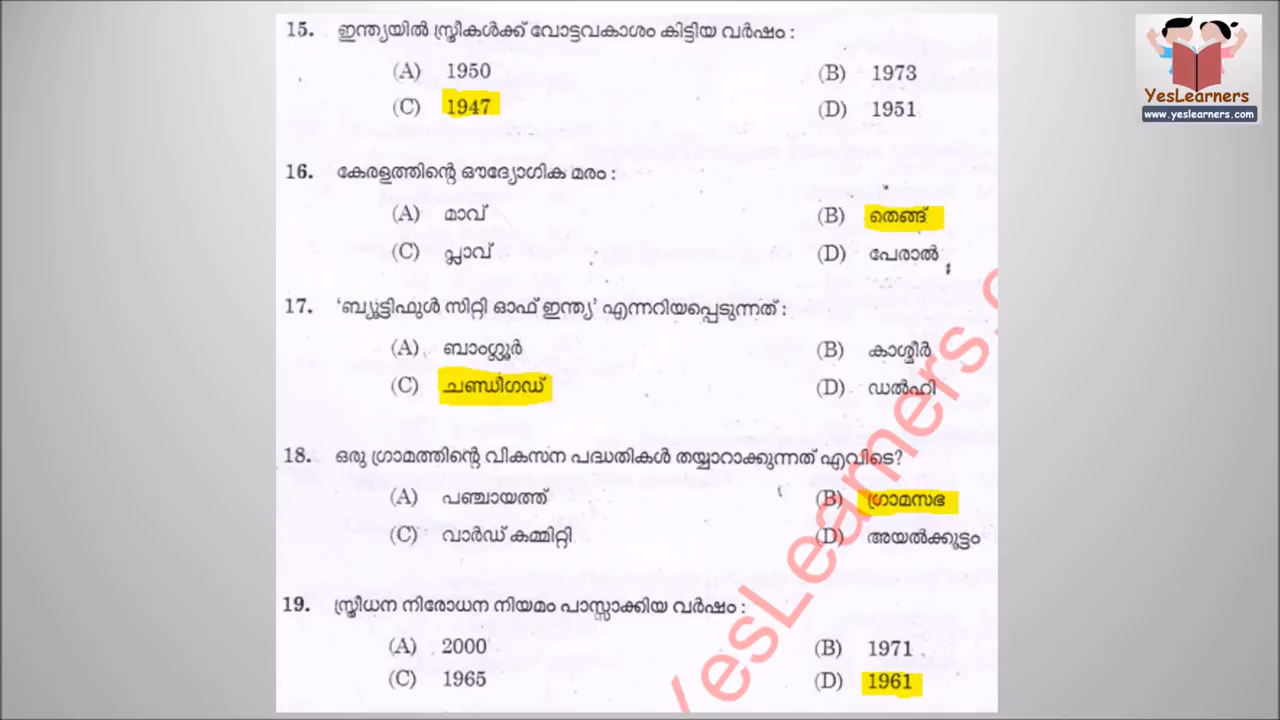 15. ഇന്ത്യയിൽ സ്ത്രീകൾക്ക് വോട്ടവകാശം കിട്ടിയ വർഷം :
(A) 1950 (B) 1973
(C) 1947 (D) 1951
16. കേരളത്തിന്റെ ഔദ്യോഗിക മരം :
(A) മാവ് (B) തെങ്ങ്
(C) പ്ലാവ് (D) പേരാൽ
17. 'ബ്യൂട്ടിഫുൾ സിറ്റി ഓഫ് ഇന്ത്യ' എന്നറിയപ്പെടുന്നത് :
(A) ബാംഗ്ലൂർ (B) കാശ്മീർ
(C) ചണ്ഡീഗഡ് (D) ഡൽഹി
18. ഒരു ഗ്രാമത്തിന്റെ വികസന പദ്ധതികൾ തയ്യാറാക്കുന്നത് എവിടെ?
(A) പഞ്ചായത്ത് (B) ഗ്രാമസഭ
(C) വാർഡ് കമ്മിറ്റി (D) അയൽക്കൂട്ടം
19. സ്ത്രീധന നിരോധന നിയമം പാസ്സാക്കിയ വർഷം :
(A) 2000 (B) 1971
(C) 1965 (D) 1961
YesLearners
www.yeslearners.com
YesLearners.c